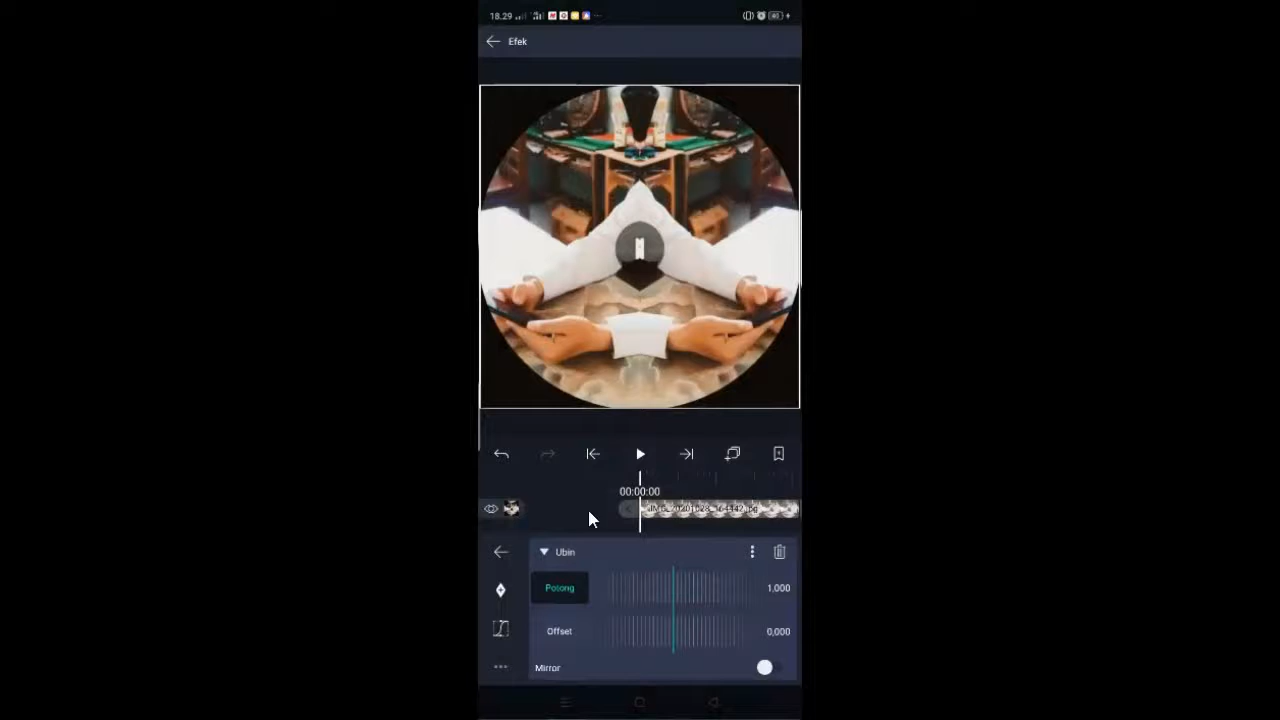 18.29
Efek
00:00:00
Ubin
Potong
1,000
Offset
0,000
Mirror